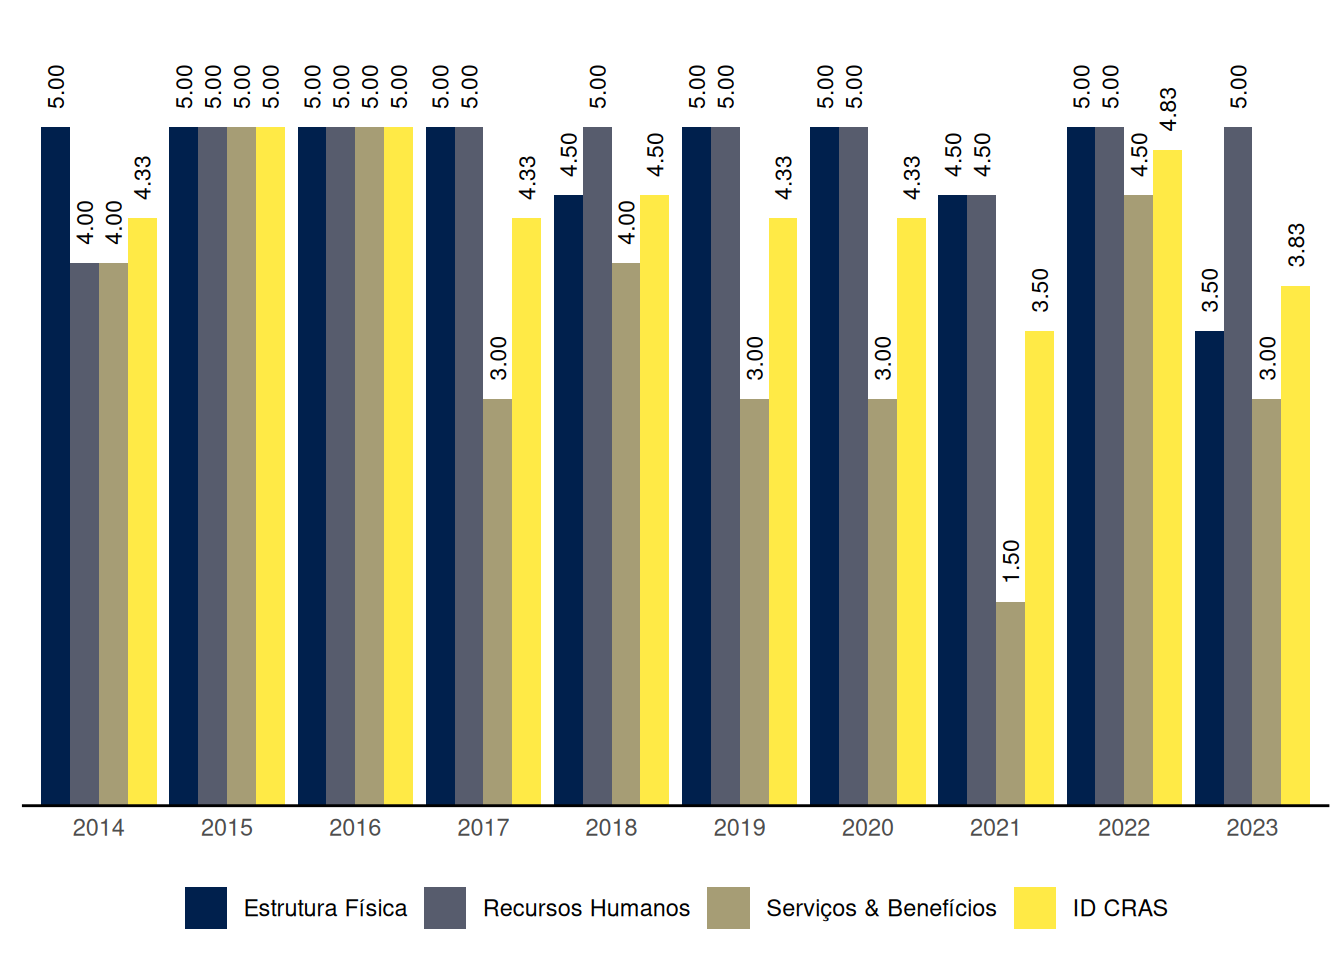 5.00 4.00 4.00 4.33
5.00 5.00 5.00 5.00
5.00 5.00 5.00 5.00
5.00 5.00 3.00 4.33
4.50 5.00 4.00 4.50
5.00 5.00 3.00 4.33
5.00 5.00 3.00 4.33
4.50 4.50 1.50 3.50
5.00 5.00 4.50 4.83
3.50 5.00 3.00 3.83
2014 2015 2016 2017 2018 2019 2020 2021 2022 2023
Estrutura Física Recursos Humanos Serviços & Benefícios ID CRAS